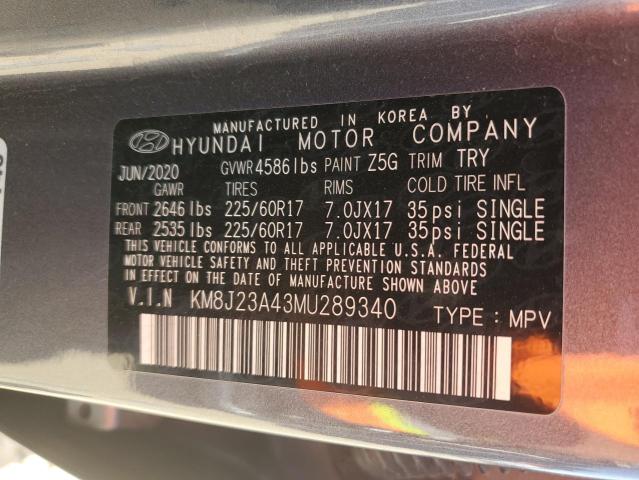 MANUFACTURED IN KOREA BY
HYUNDAI MOTOR COMPANY
JUN/2020 GVWR 4586lbs PAINT Z5G TRIM TRY
GAWR TIRES RIMS COLD TIRE INFL
FRONT 2646 lbs 225/60R17 7.0JX17 35psi SINGLE
REAR 2535 lbs 225/60R17 7.0JX17 35psi SINGLE
THIS VEHICLE CONFORMS TO ALL APPLICABLE U.S.A. FEDERAL
MOTOR VEHICLE SAFETY AND THEFT PREVENTION STANDARDS
IN EFFECT ON THE DATE OF MANUFACTURE SHOWN ABOVE.
V.I.N KM8J23A43MU289340 TYPE : MPV